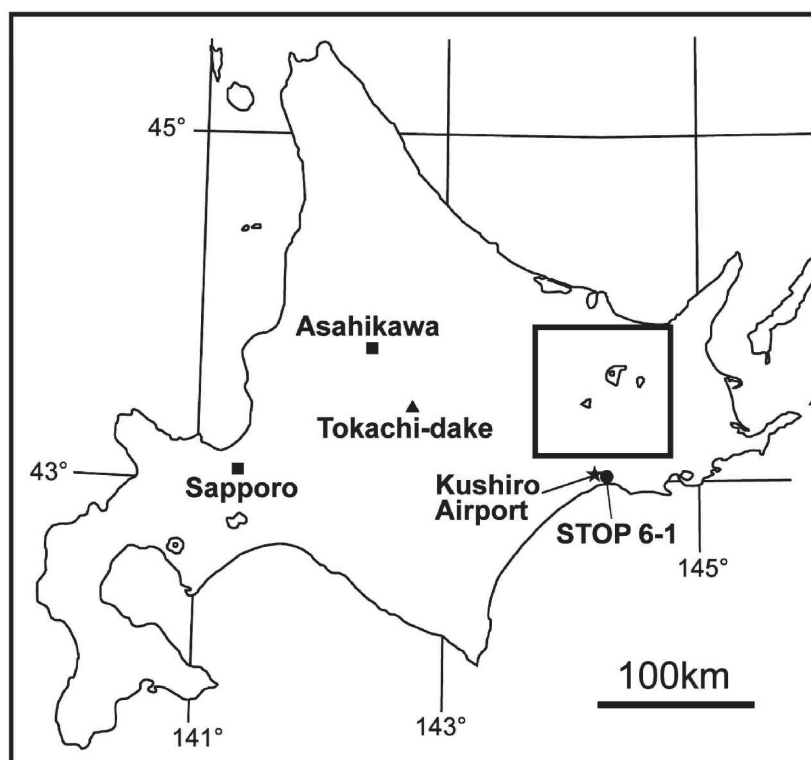 45°
Asahikawa
Tokachi-dake
43°
Sapporo
Kushiro
Airport
STOP 6-1
145°
100km
141°
143°